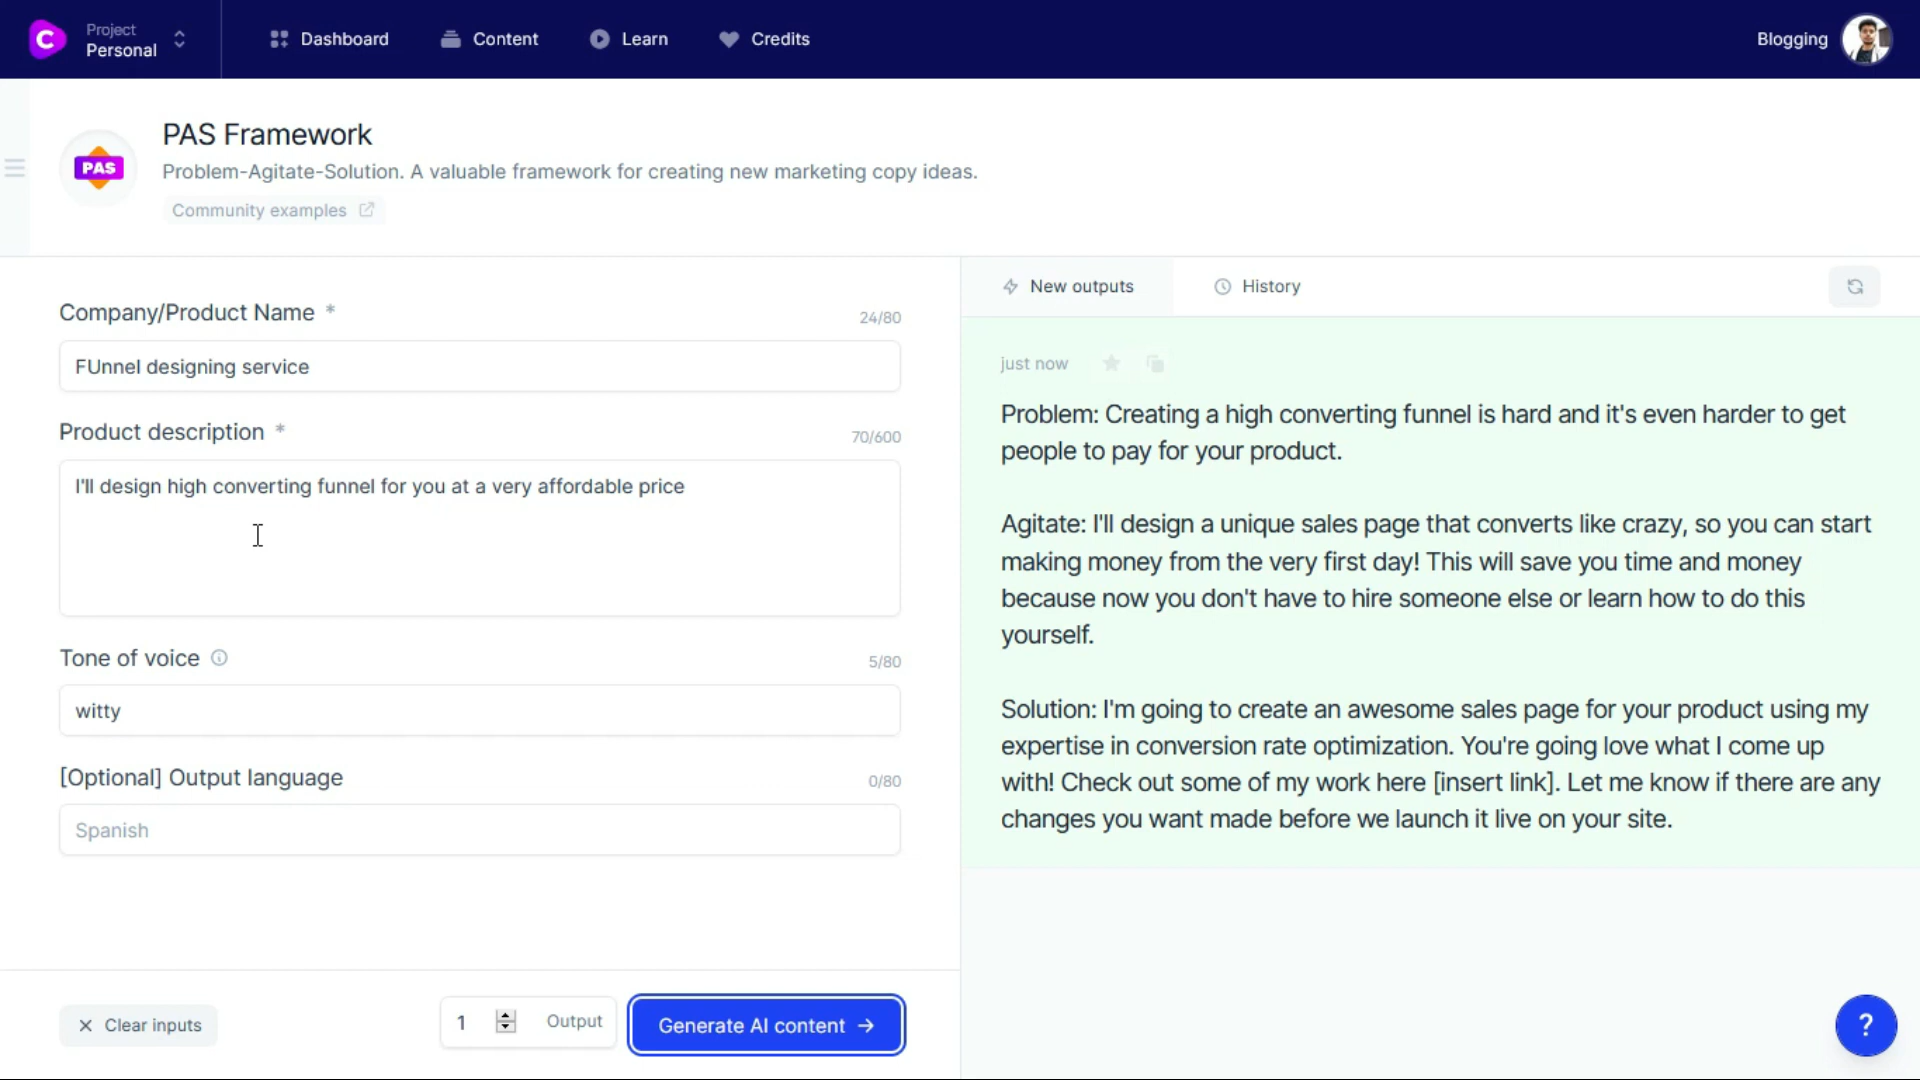 C
Project
Personal
Dashboard
Content
Learn
Credits
Blogging
PAS
PAS Framework
Problem-Agitate-Solution. A valuable framework for creating new marketing copy ideas.
Community examples
Company/Product Name *
24/80
FUnnel designing service
Product description *
70/600
I'll design high converting funnel for you at a very affordable price
Tone of voice
5/80
witty
[Optional] Output language
0/80
Spanish
Clear inputs
1
Output
Generate AI content →
New outputs
History
just now
Problem: Creating a high converting funnel is hard and it's even harder to get
people to pay for your product.
Agitate: I'll design a unique sales page that converts like crazy, so you can start
making money from the very first day! This will save you time and money
because now you don't have to hire someone else or learn how to do this
yourself.
Solution: I'm going to create an awesome sales page for your product using my
expertise in conversion rate optimization. You're going love what I come up
with! Check out some of my work here [insert link]. Let me know if there are any
changes you want made before we launch it live on your site.
?